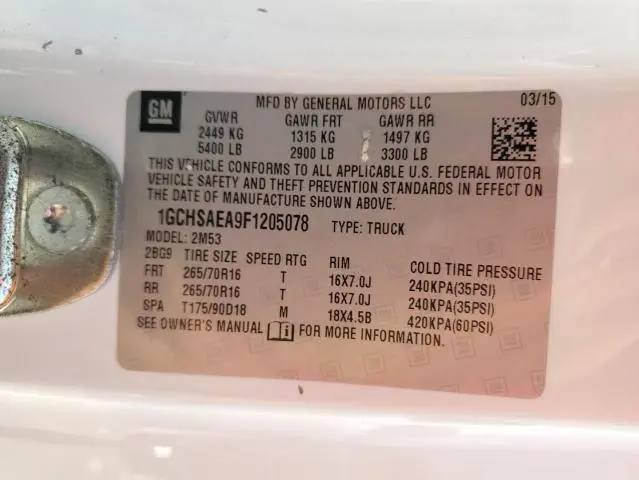 GM MFD BY GENERAL MOTORS LLC 03/15
GVWR GAWR FRT GAWR RR
2449 KG 1315 KG 1497 KG
5400 LB 2900 LB 3300 LB
THIS VEHICLE CONFORMS TO ALL APPLICABLE U.S. FEDERAL MOTOR
VEHICLE SAFETY AND THEFT PREVENTION STANDARDS IN EFFECT ON
THE DATE OF MANUFACTURE SHOWN ABOVE.
1GCHSAEA9F1205078 TYPE: TRUCK
MODEL: 2M53
2BG9 TIRE SIZE SPEED RTG RIM COLD TIRE PRESSURE
FRT 265/70R16 T 16X7.0J 240KPA(35PSI)
RR 265/70R16 T 16X7.0J 240KPA(35PSI)
SPA T175/90D18 M 18X4.5B 420KPA(60PSI)
SEE OWNER'S MANUAL i FOR MORE INFORMATION.